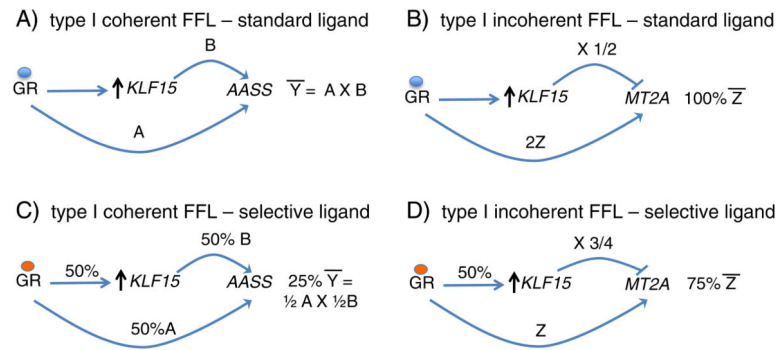 A) type I coherent FFL – standard ligand
B
GR
↑KLF15
AASS
Y̅ = A X B
A
B) type I incoherent FFL – standard ligand
X 1/2
GR
↑KLF15
MT2A
100% Z̅
2Z
C) type I coherent FFL – selective ligand
50% B
GR
50%
↑KLF15
AASS
25% Y̅ =
½ A X ½B
50%A
D) type I incoherent FFL – selective ligand
X 3/4
GR
50%
↑KLF15
MT2A
75% Z̅
Z